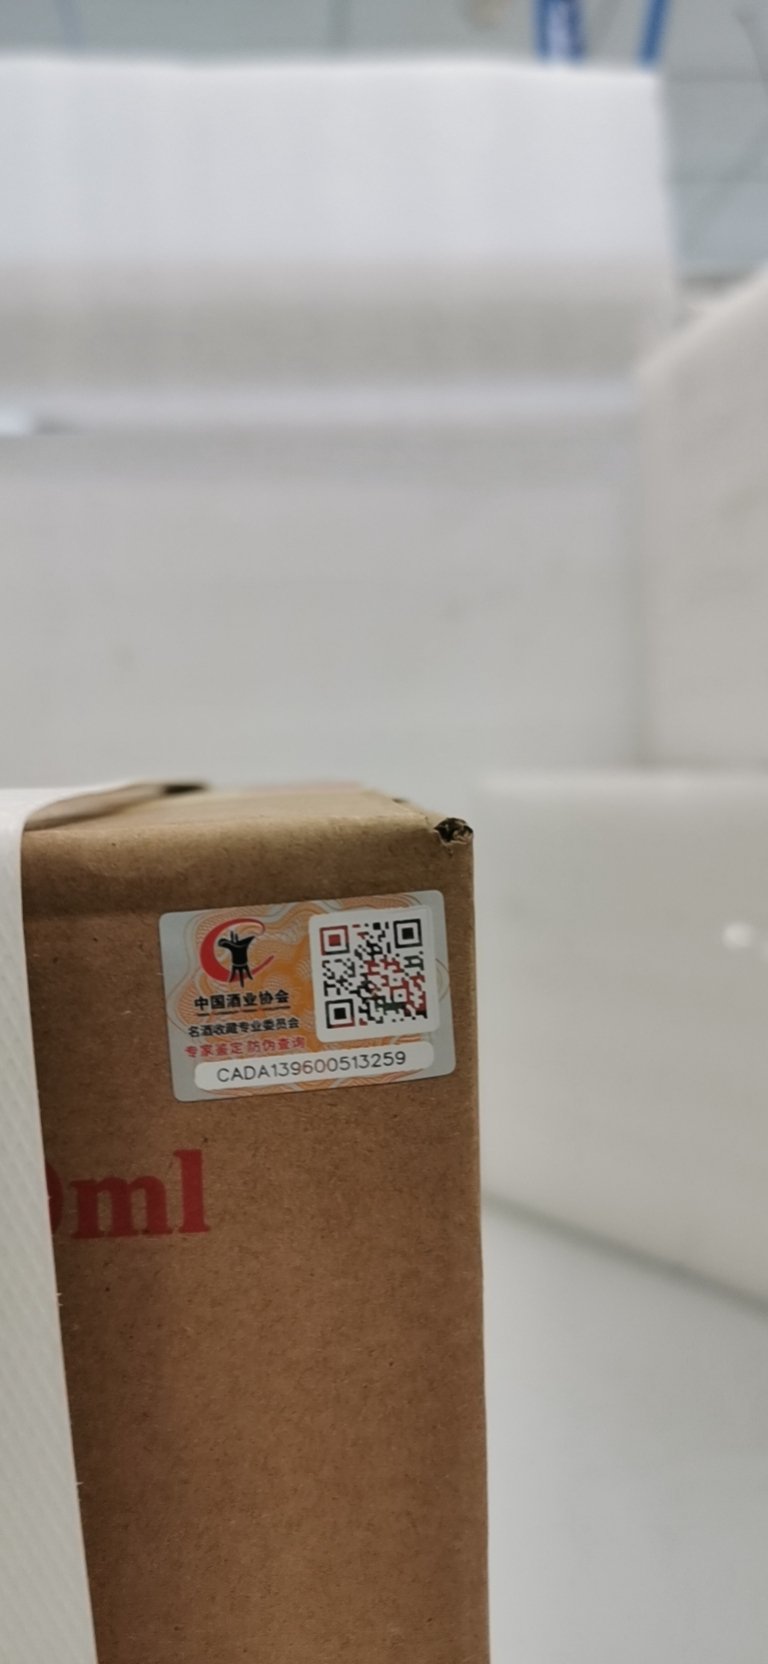 中国酒业协会
名酒收藏专业委员会
专家鉴定 防伪查询
CADA139600513259
ml